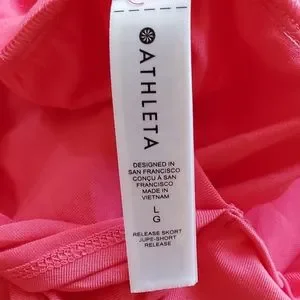 ATHLETA
DESIGNED IN
SAN FRANCISCO
CONÇU À SAN
FRANCISCO
MADE IN
VIETNAM
L
G
RELEASE SKORT
JUPE-SHORT
RELEASE